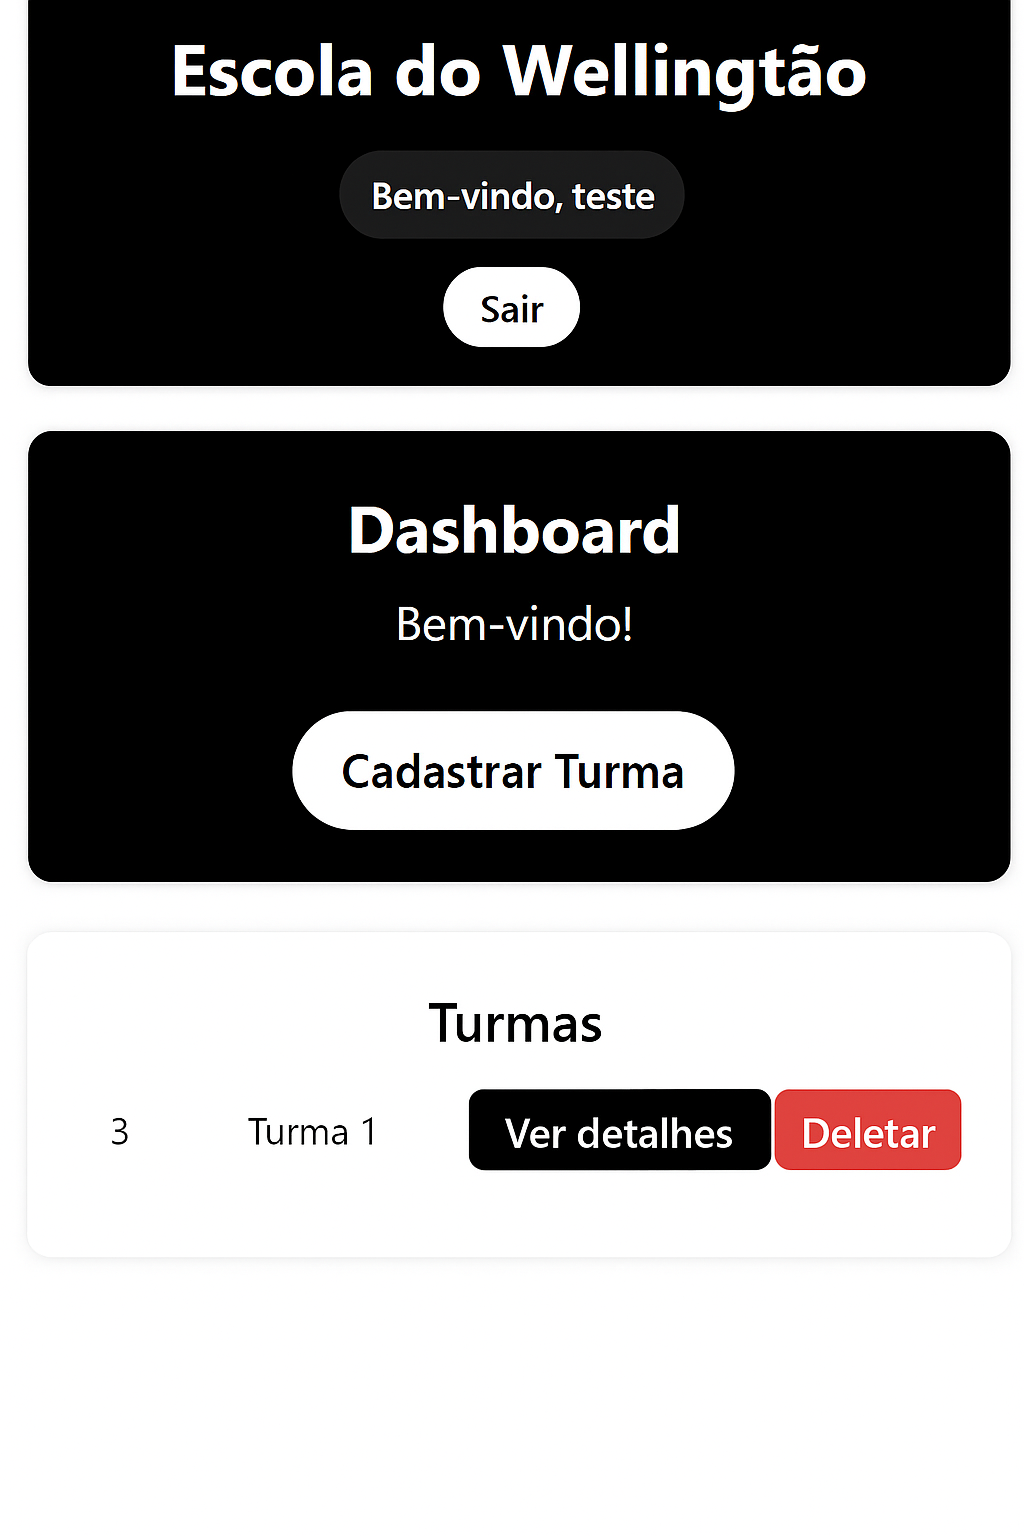 Escola do Wellingtão
Bem-vindo, teste
Sair
Dashboard
Bem-vindo!
Cadastrar Turma
Turmas
3 Turma 1 Ver detalhes Deletar